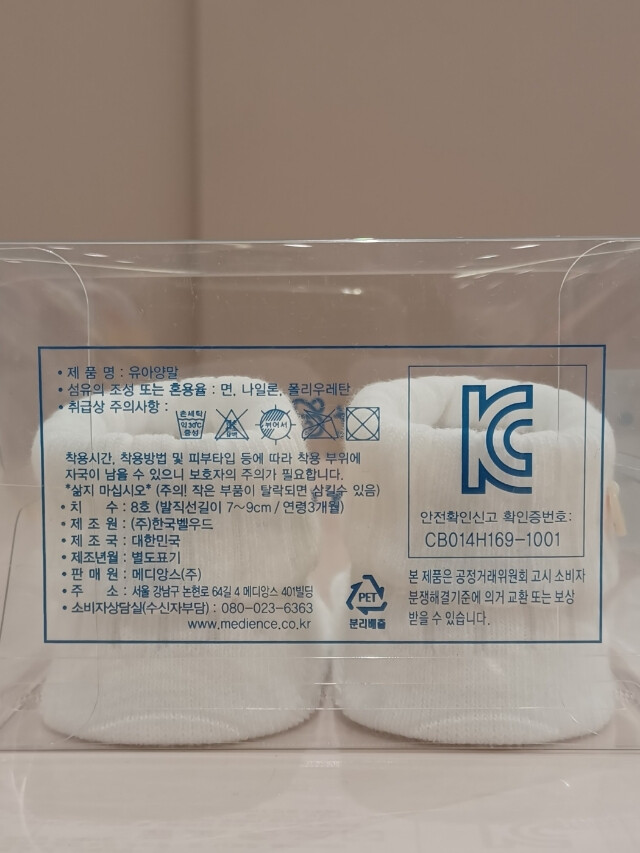 • 제 품 명 : 유아양말
• 섬유의 조성 또는 혼용율 : 면, 나일론, 폴리우레탄
• 취급상 주의사항 :
손세탁
약30℃
중성
뉘어서
착용시간, 착용방법 및 피부타입 등에 따라 착용 부위에
자국이 남을 수 있으니 보호자의 주의가 필요합니다.
*삶지 마십시오* (주의! 작은 부품이 탈락되면 삼킬수 있음)
• 치 수 : 8호 (발직선길이 7~9cm / 연령3개월)
• 제 조 원 : (주)한국벨우드
• 제 조 국 : 대한민국
• 제조년월 : 별도표기
• 판 매 원 : 메디앙스(주)
• 주 소 : 서울 강남구 논현로 64길 4 메디앙스 401빌딩
• 소비자상담실(수신자부담) : 080-023-6363
www.medience.co.kr
PET
분리배출
KC
안전확인신고 확인증번호:
CB014H169-1001
본 제품은 공정거래위원회 고시 소비자
분쟁해결기준에 의거 교환 또는 보상
받을 수 있습니다.